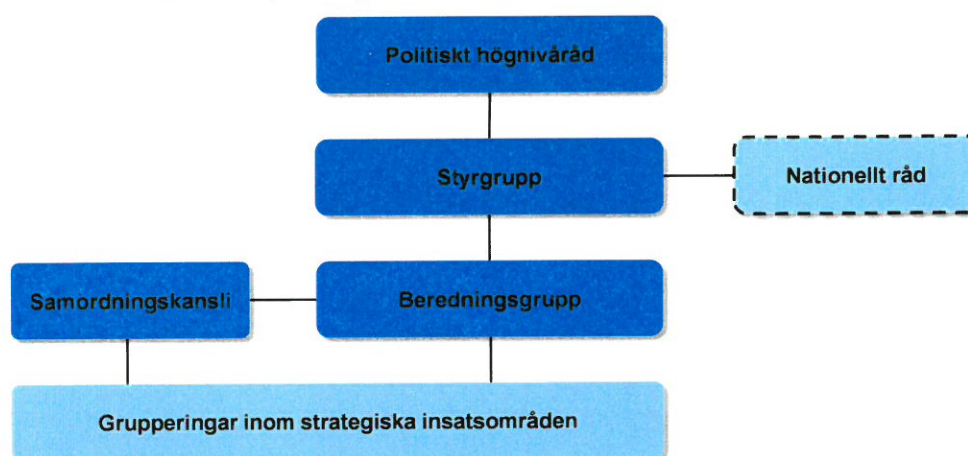 Politiskt högnivåråd
Styrgrupp
Nationellt råd
Samordningskansli
Beredningsgrupp
Grupperingar inom strategiska insatsområden